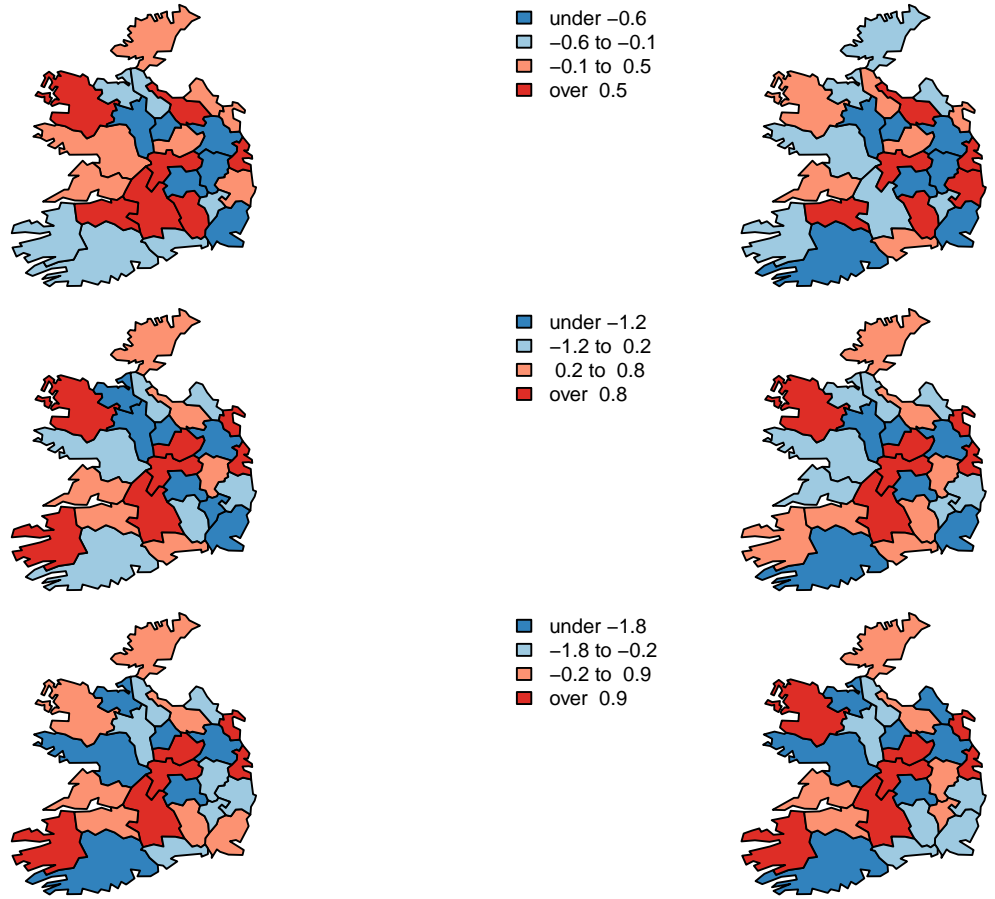 under −0.6
−0.6 to −0.1
−0.1 to 0.5
over 0.5
under −1.2
−1.2 to 0.2
0.2 to 0.8
over 0.8
under −1.8
−1.8 to −0.2
−0.2 to 0.9
over 0.9